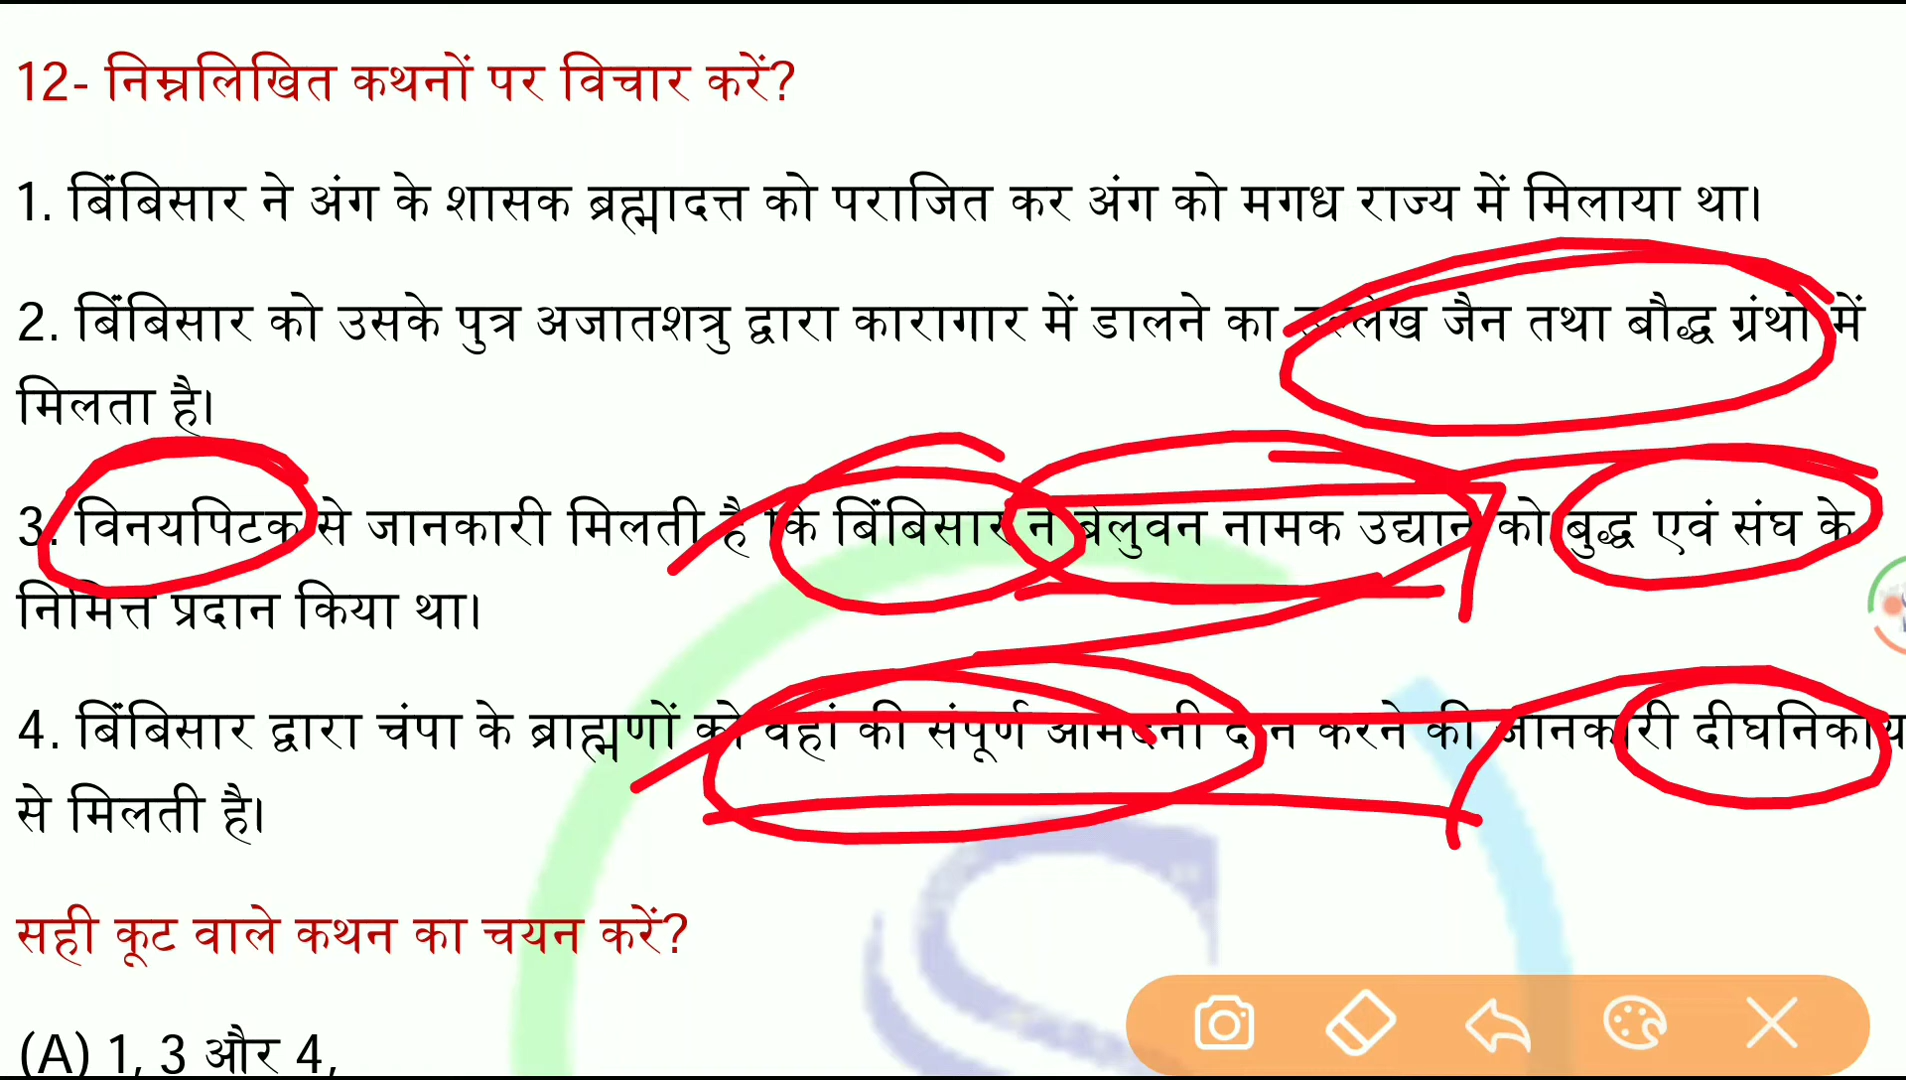 12- निम्नलिखित कथनों पर विचार करें?
1. बिंबिसार ने अंग के शासक ब्रह्मादत्त को पराजित कर अंग को मगध राज्य में मिलाया था।
2. बिंबिसार को उसके पुत्र अजातशत्रु द्वारा कारागार में डालने का उल्लेख जैन तथा बौद्ध ग्रंथो में
मिलता है।
3. विनयपिटक से जानकारी मिलती है कि बिंबिसार ने बेलुवन नामक उद्यान को बुद्ध एवं संघ के
निमित्त प्रदान किया था।
4. बिंबिसार द्वारा चंपा के ब्राह्मणों को वहां की संपूर्ण आमदनी दान करने की जानकारी दीघनिकाय
से मिलती है।
सही कूट वाले कथन का चयन करें?
(A) 1, 3 और 4,